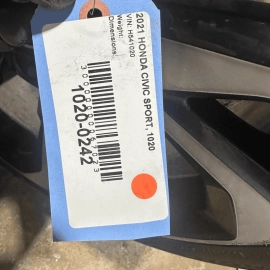 2021 HONDA CIVIC SPORT, 1020
VIN: H541020
Weight:
Dimensions:
1020-0242